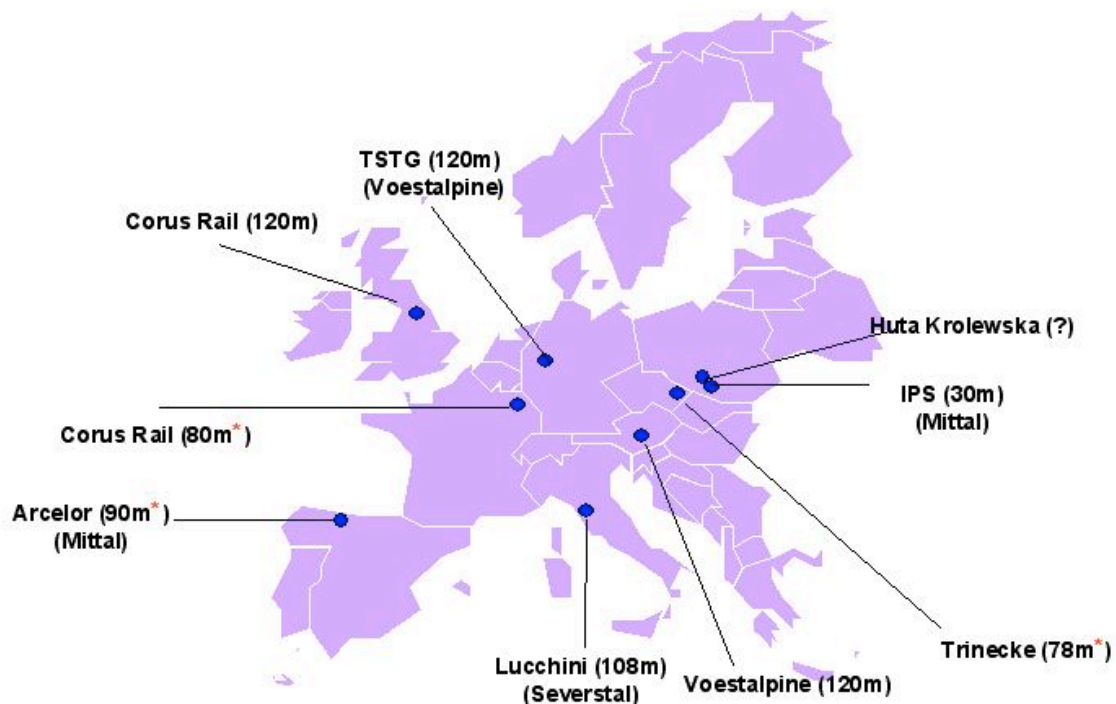 TSTG (120m)
(Voestalpine)
Corus Rail (120m)
Huta Krolewska (?)
IPS (30m)
(Mittal)
Corus Rail (80m*)
Arcelor (90m*)
(Mittal)
Trinecke (78m*)
Lucchini (108m)
(Severstal)
Voestalpine (120m)